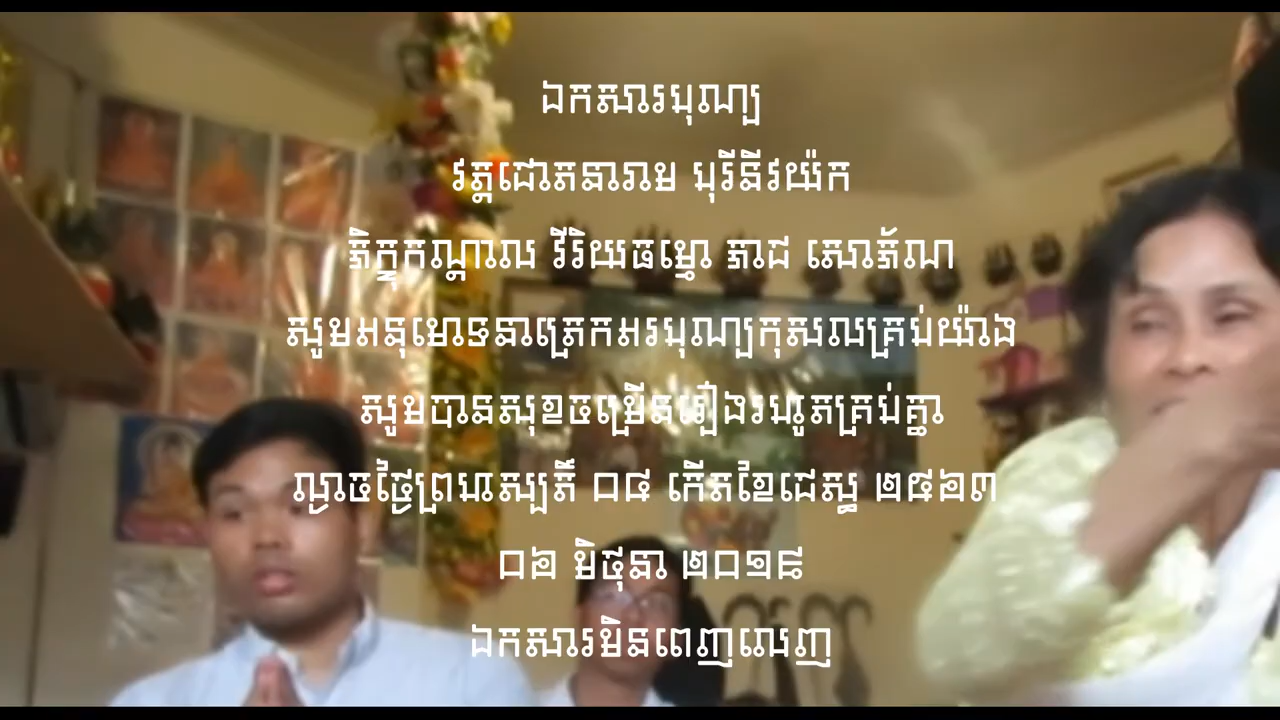 ឯកសារបុណ្យ
វត្តជោតនារាម បុរីនីវយ៉ក
ភិក្ខុកណ្ដាល វីរិយធម្មោ ភាជ សោភ័ណ
សូមអនុមោទនាត្រេកអរបុណ្យកុសលគ្រប់យ៉ាង
សូមបានសុខចម្រើនរឿងរហូតគ្រប់គ្នា
ល្ងាចថ្ងៃព្រហស្បតិ៍ ០៤ កើតខែជេស្ឋ ២៥៦៣
០៦ មិថុនា ២០១៩
ឯកសារមិនពេញលេញ